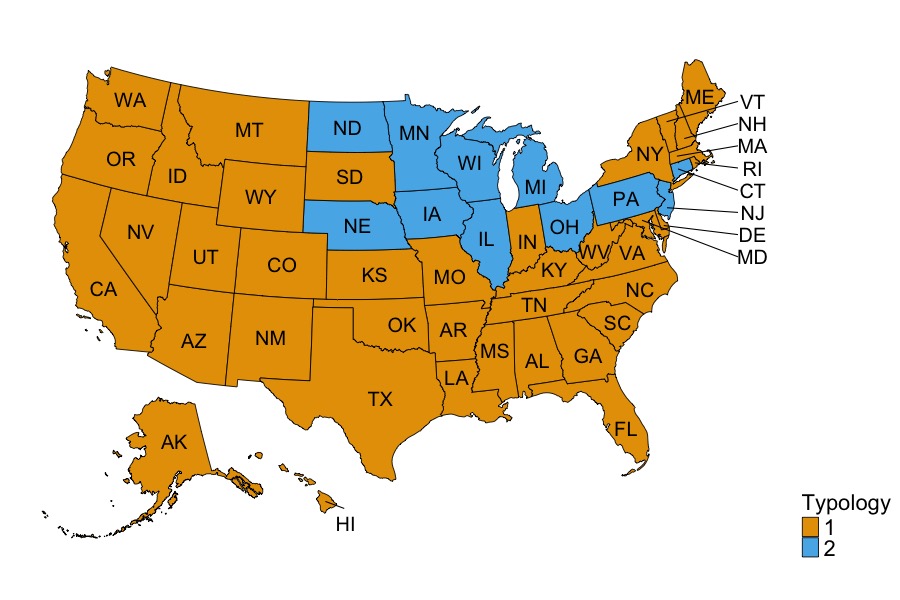 WA
MT
ND
MN
ME
VT
NH
OR
ID
SD
WI
MI
NY
MA
RI
WY
CT
NE
IA
PA
NJ
NV
UT
CO
IL
IN
OH
WV
VA
DE
MD
CA
KS
MO
KY
NC
AZ
NM
OK
AR
TN
SC
MS
AL
GA
TX
LA
FL
AK
HI
Typology
1
2